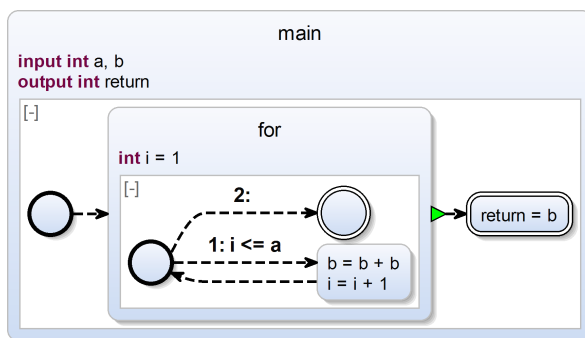 main
input int a, b
output int return
[-]
for
int i = 1
[-]
2:
1: i <= a
b = b + b
i = i + 1
return = b